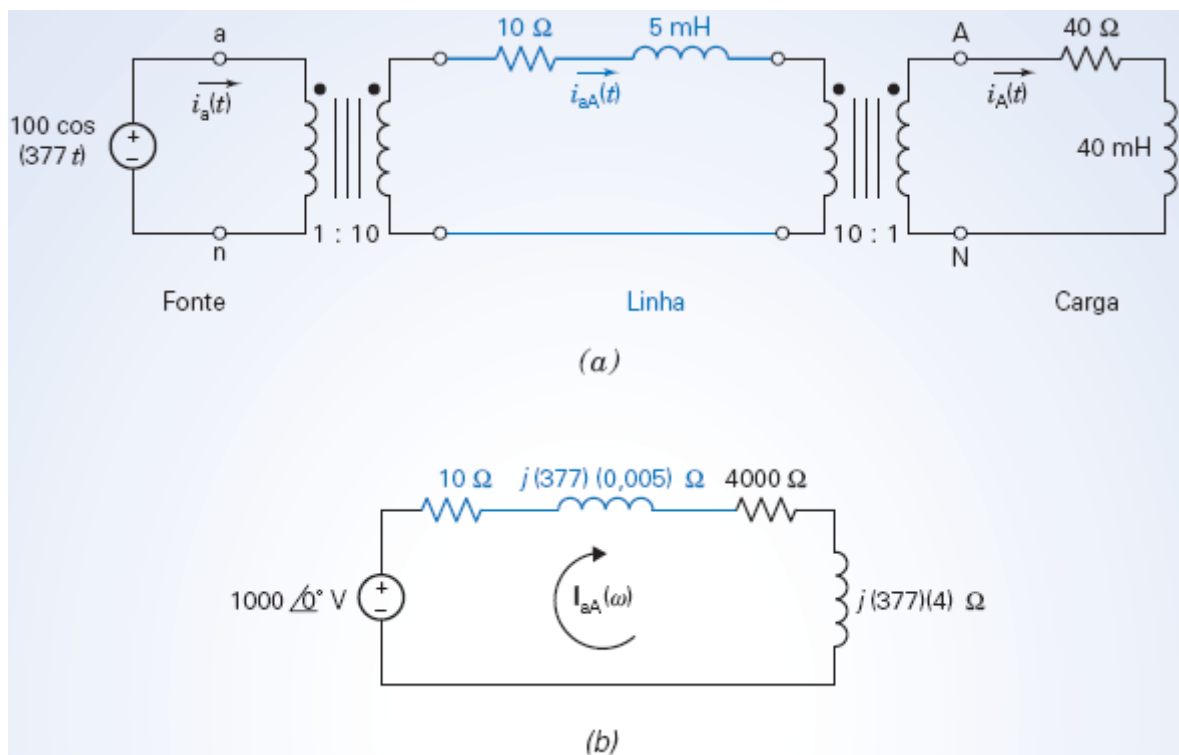 10 Ω 5 mH 40 Ω
a A
i_a(t) i_aA(t) i_A(t)
100 cos
(377 t)
+
−
40 mH
1 : 10 10 : 1
n N
Fonte Linha Carga
(a)
10 Ω j(377) (0,005) Ω 4000 Ω
1000 ∠0° V
+
−
I_aA(ω)
j(377)(4) Ω
(b)